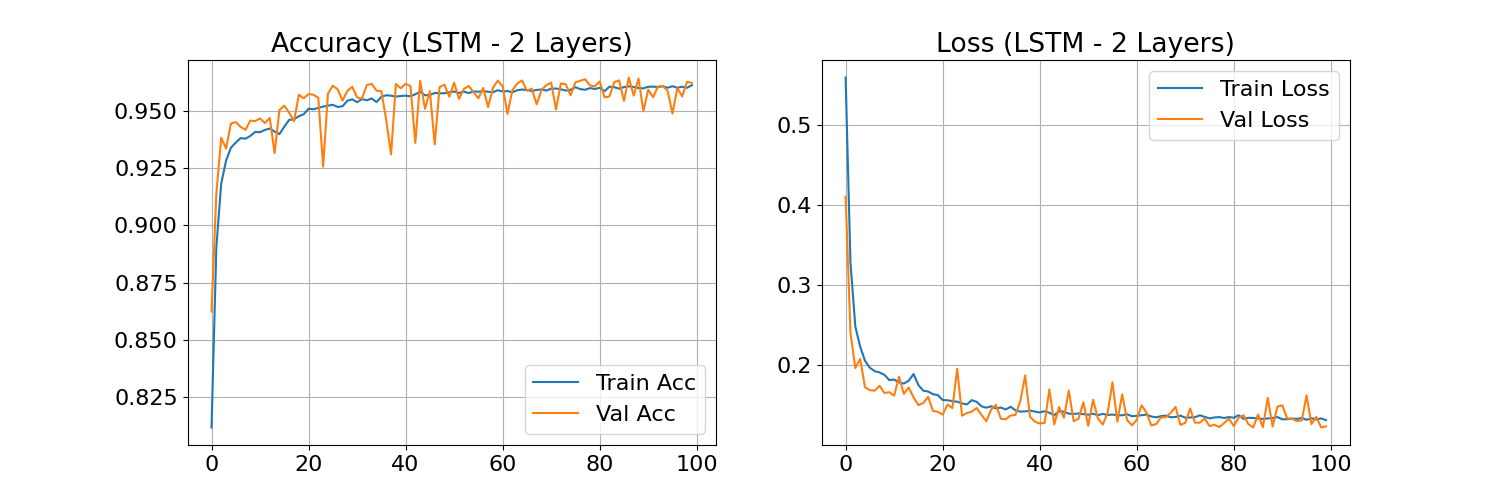 Accuracy (LSTM - 2 Layers)
0.950
0.925
0.900
0.875
0.850
0.825
0 20 40 60 80 100
Train Acc
Val Acc
Loss (LSTM - 2 Layers)
0.5
0.4
0.3
0.2
0 20 40 60 80 100
Train Loss
Val Loss